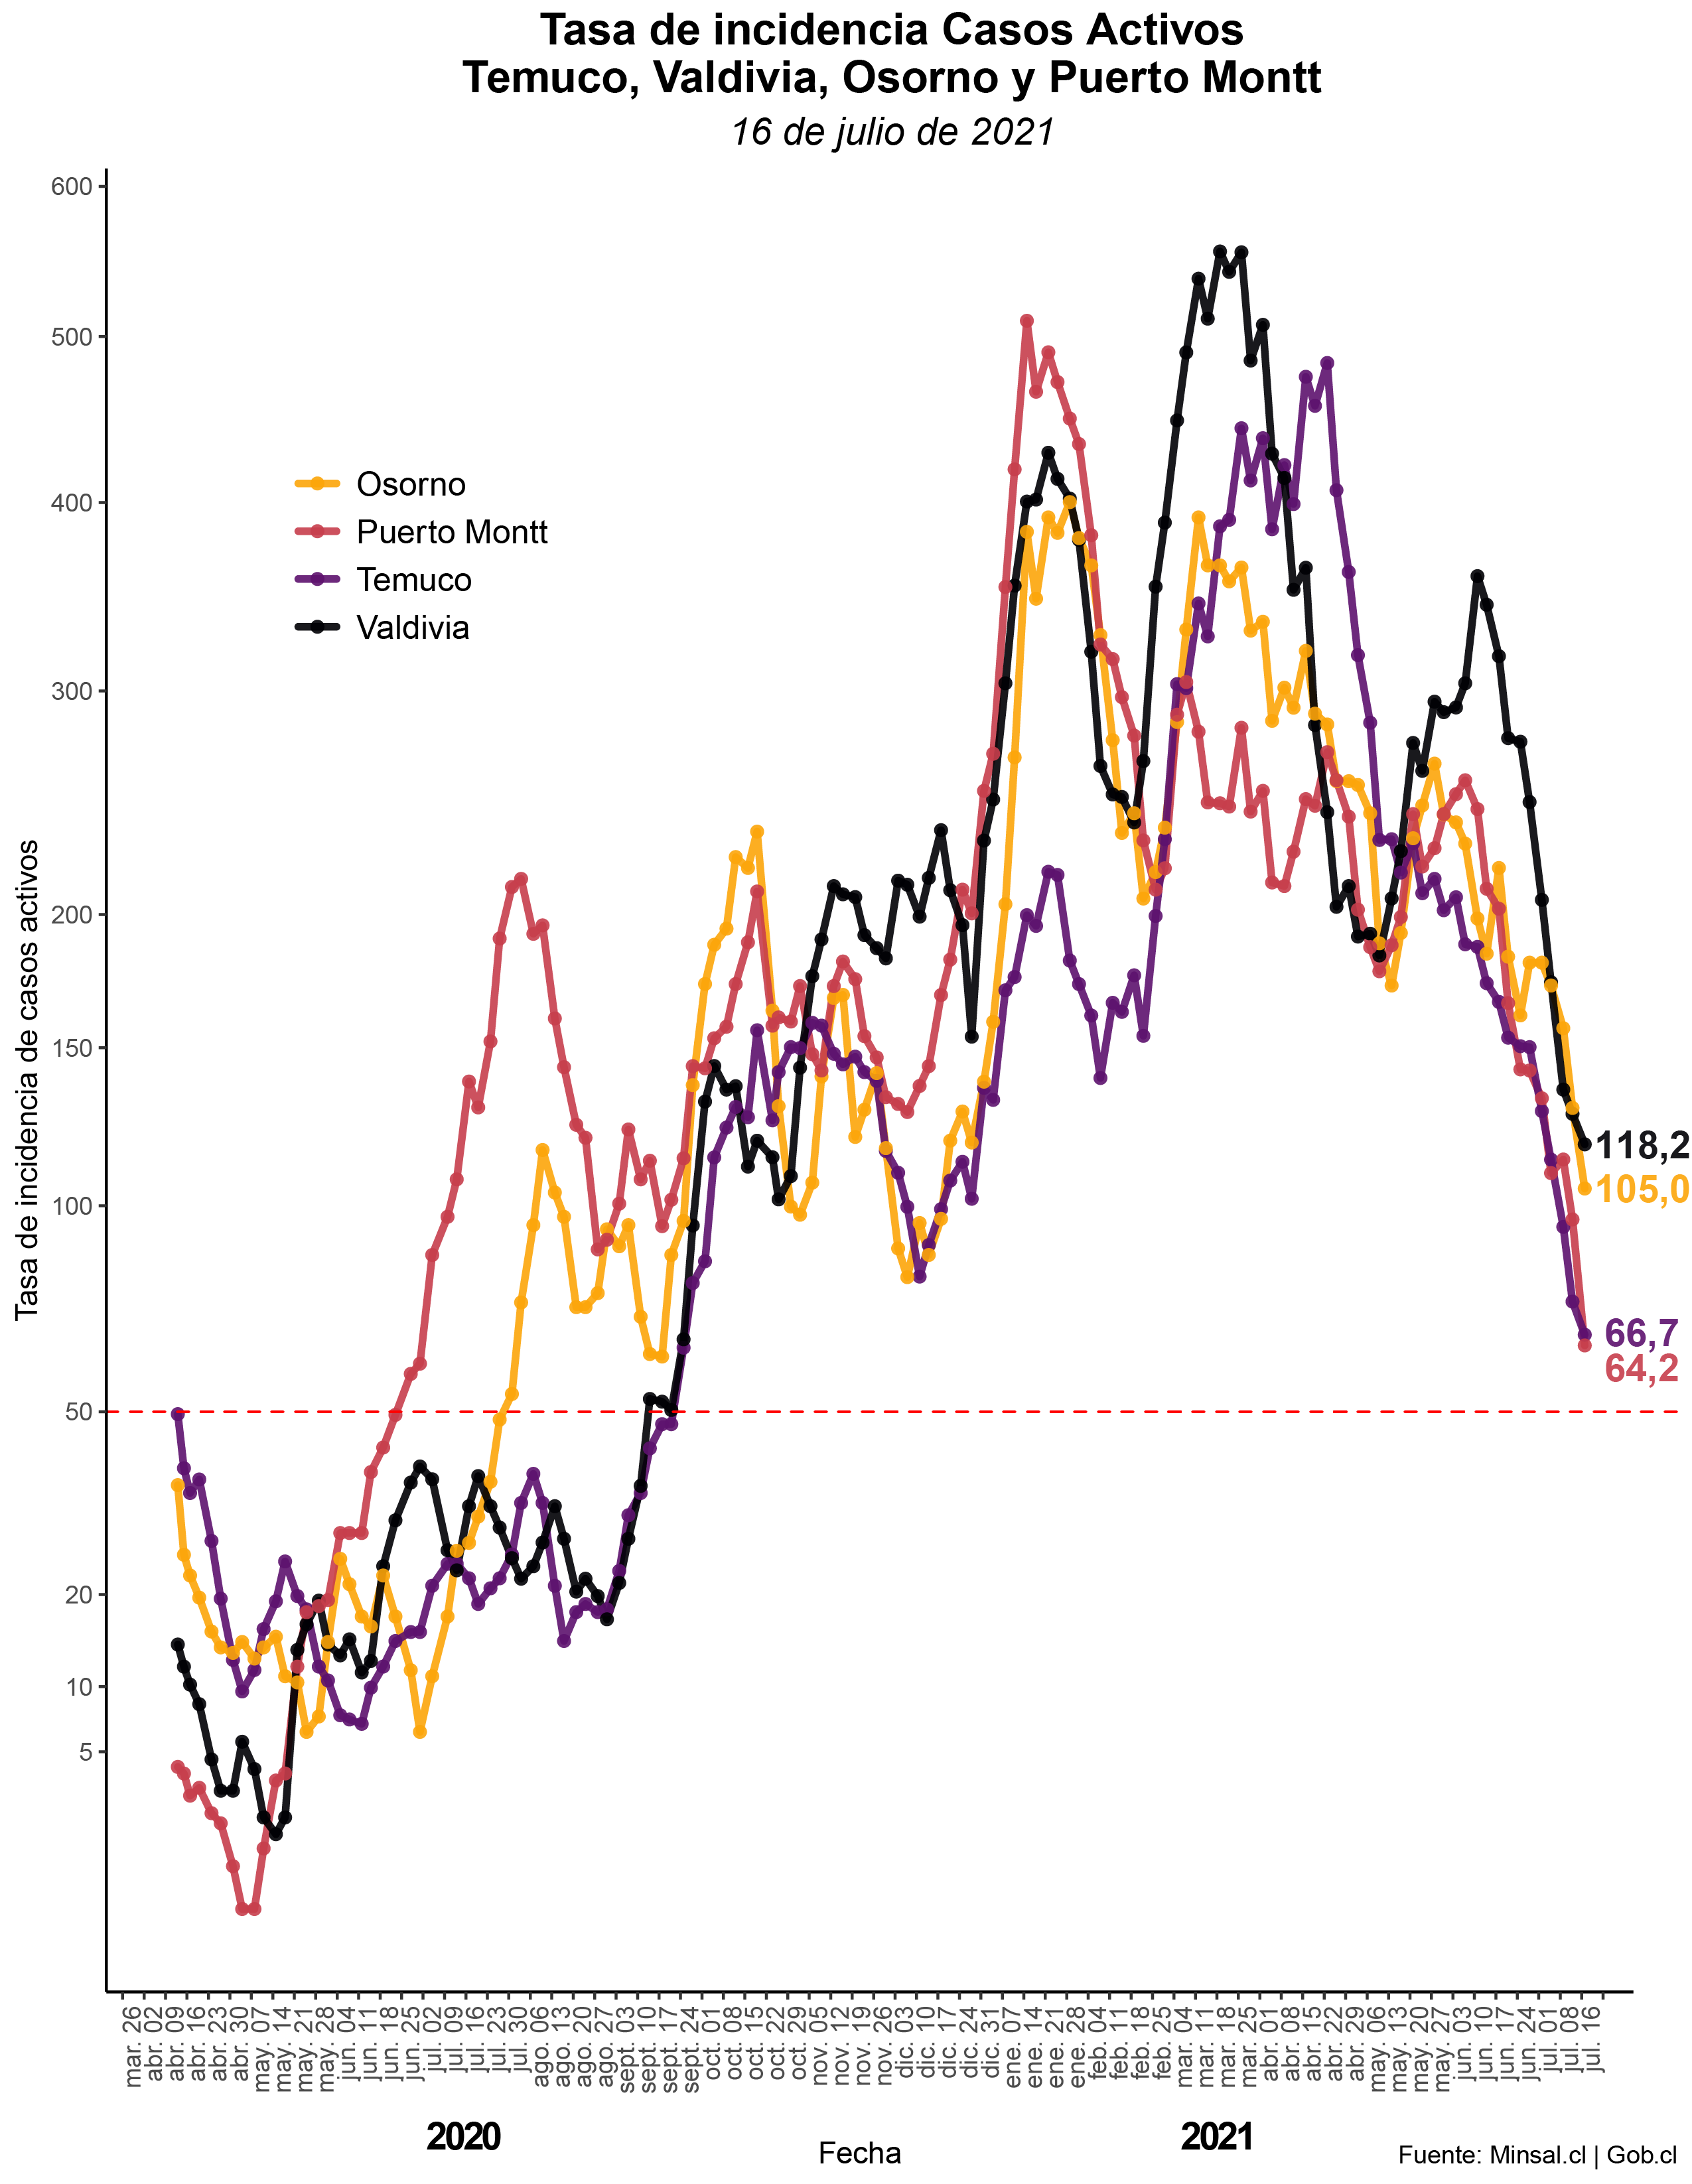 Tasa de incidencia Casos Activos
Temuco, Valdivia, Osorno y Puerto Montt
16 de julio de 2021
Tasa de incidencia de casos activos
600
500
400
300
200
150
100
50
20
10
5
Osorno
Puerto Montt
Temuco
Valdivia
118,2
105,0
66,7
64,2
mar. 26
abr. 02
abr. 09
abr. 16
abr. 23
abr. 30
may. 07
may. 14
may. 21
may. 28
jun. 04
jun. 11
jun. 18
jun. 25
jul. 02
jul. 09
jul. 16
jul. 23
jul. 30
ago. 06
ago. 13
ago. 20
ago. 27
sept. 03
sept. 10
sept. 17
sept. 24
oct. 01
oct. 08
oct. 15
oct. 22
oct. 29
nov. 05
nov. 12
nov. 19
nov. 26
dic. 03
dic. 10
dic. 17
dic. 24
dic. 31
ene. 07
ene. 14
ene. 21
ene. 28
feb. 04
feb. 11
feb. 18
feb. 25
mar. 04
mar. 11
mar. 18
mar. 25
abr. 01
abr. 08
abr. 15
abr. 22
abr. 29
may. 06
may. 13
may. 20
may. 27
jun. 03
jun. 10
jun. 17
jun. 24
jul. 01
jul. 08
jul. 16
2020
2021
Fecha
Fuente: Minsal.cl | Gob.cl